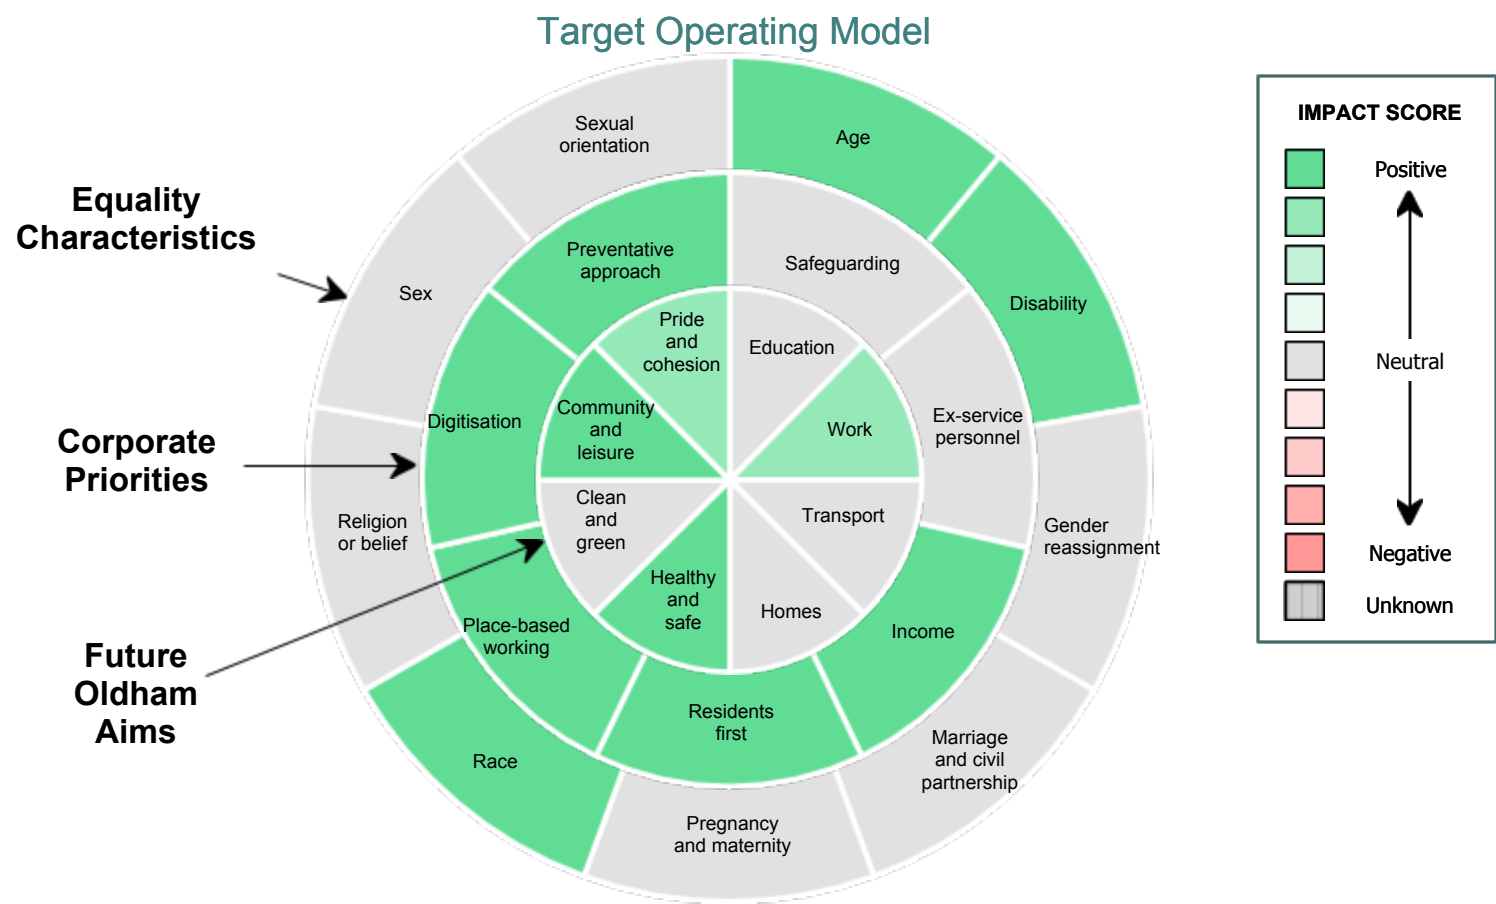 Target Operating Model
Equality
Characteristics
Corporate
Priorities
Future
Oldham
Aims
Sexual
orientation
Age
Disability
Gender
reassignment
Marriage
and civil
partnership
Pregnancy
and maternity
Race
Religion
or belief
Sex
Preventative
approach
Safeguarding
Ex-service
personnel
Income
Residents
first
Place-based
working
Digitisation
Pride
and
cohesion
Education
Work
Transport
Homes
Healthy
and
safe
Clean
and
green
Community
and
leisure
IMPACT SCORE
Positive
Neutral
Negative
Unknown